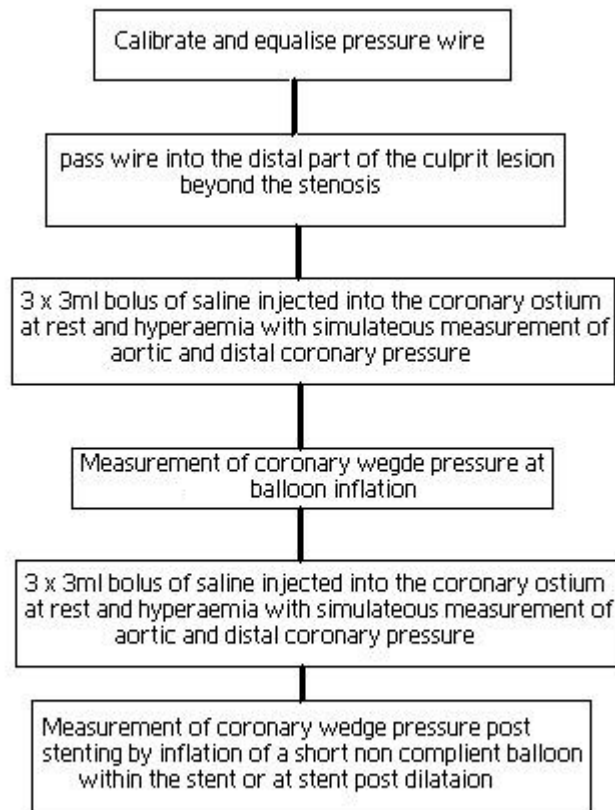 Calibrate and equalise pressure wire
pass wire into the distal part of the culprit lesion
beyond the stenosis
3 x 3ml bolus of saline injected into the coronary ostium
at rest and hyperaemia with simulateous measurement of
aortic and distal coronary pressure
Measurement of coronary wegde pressure at
balloon inflation
3 x 3ml bolus of saline injected into the coronary ostium
at rest and hyperaemia with simulateous measurement of
aortic and distal coronary pressure
Measurement of coronary wedge pressure post
stenting by inflation of a short non complient balloon
within the stent or at stent post dilataion